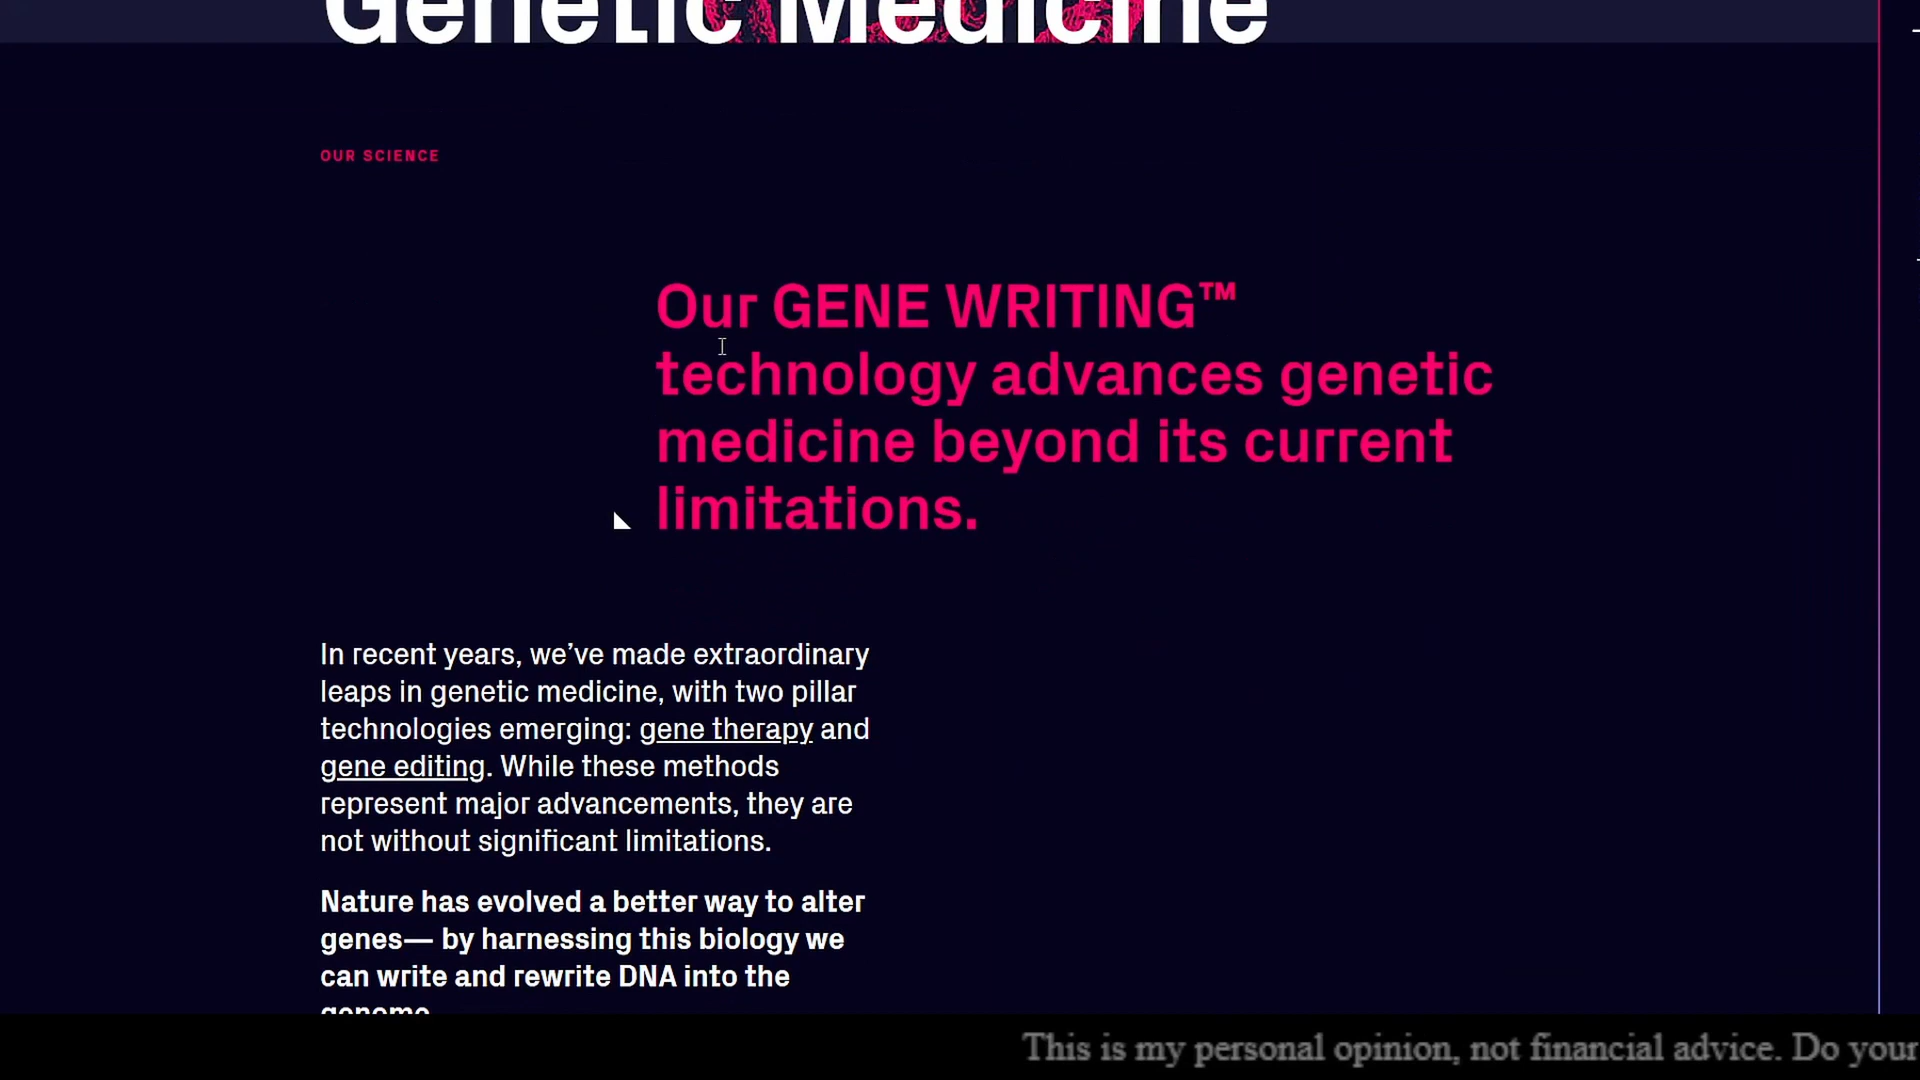 Genetic Medicine
OUR SCIENCE
Our GENE WRITING™
technology advances genetic
medicine beyond its current
limitations.
In recent years, we’ve made extraordinary
leaps in genetic medicine, with two pillar
technologies emerging: gene therapy and
gene editing. While these methods
represent major advancements, they are
not without significant limitations.
Nature has evolved a better way to alter
genes— by harnessing this biology we
can write and rewrite DNA into the
genome
This is my personal opinion, not financial advice. Do your